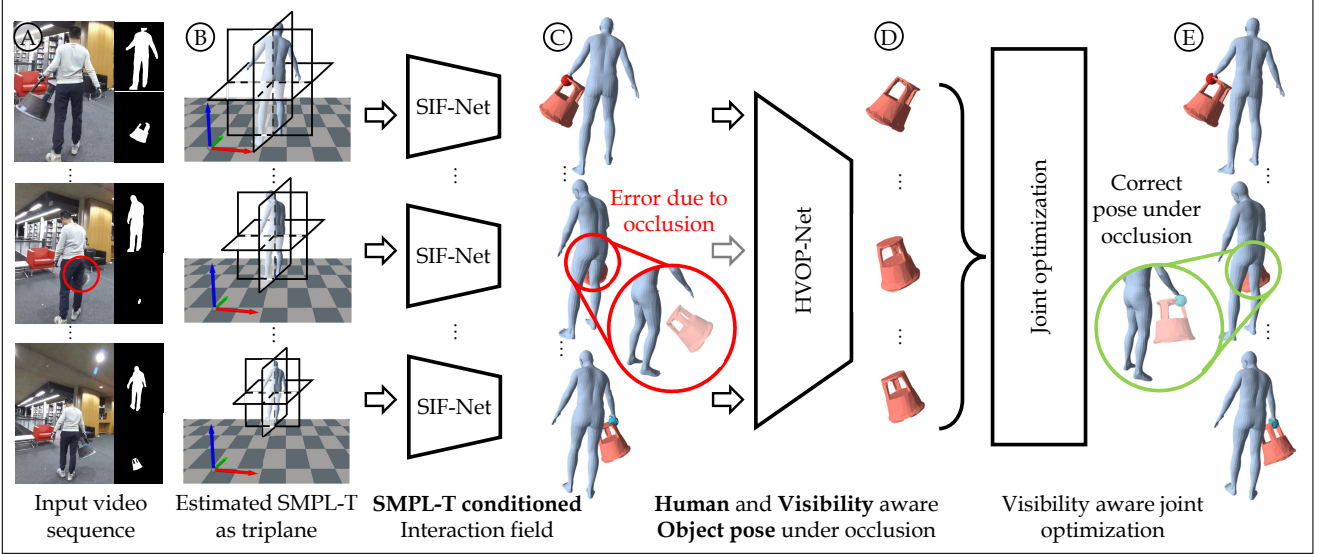 A
B
C
D
E
SIF-Net
SIF-Net
SIF-Net
Error due to
occlusion
HVOP-Net
Joint optimization
Correct
pose under
occlusion
Input video
sequence
Estimated SMPL-T
as triplane
SMPL-T conditioned
Interaction field
Human and Visibility aware
Object pose under occlusion
Visibility aware joint
optimization